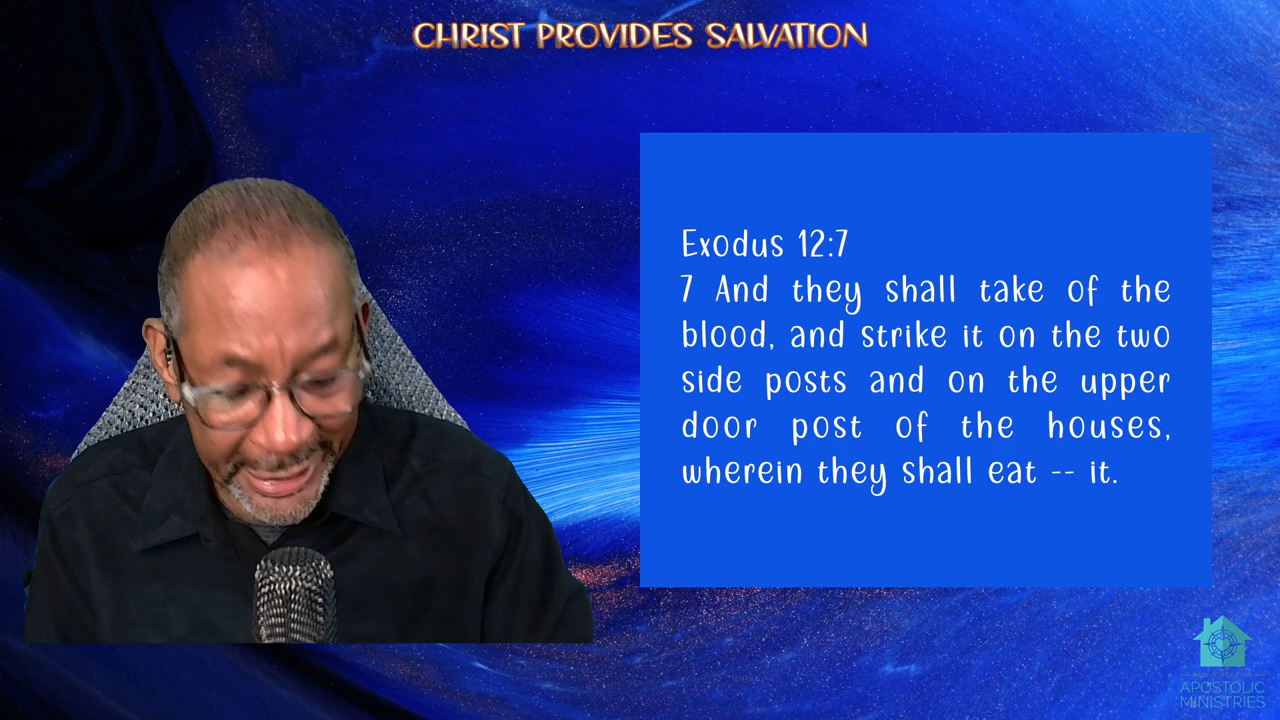 CHRIST PROVIDES SALVATION
Exodus 12:7
7 And they shall take of the
blood, and strike it on the two
side posts and on the upper
door post of the houses,
wherein they shall eat -- it.
APOSTOLIC
MINISTRIES